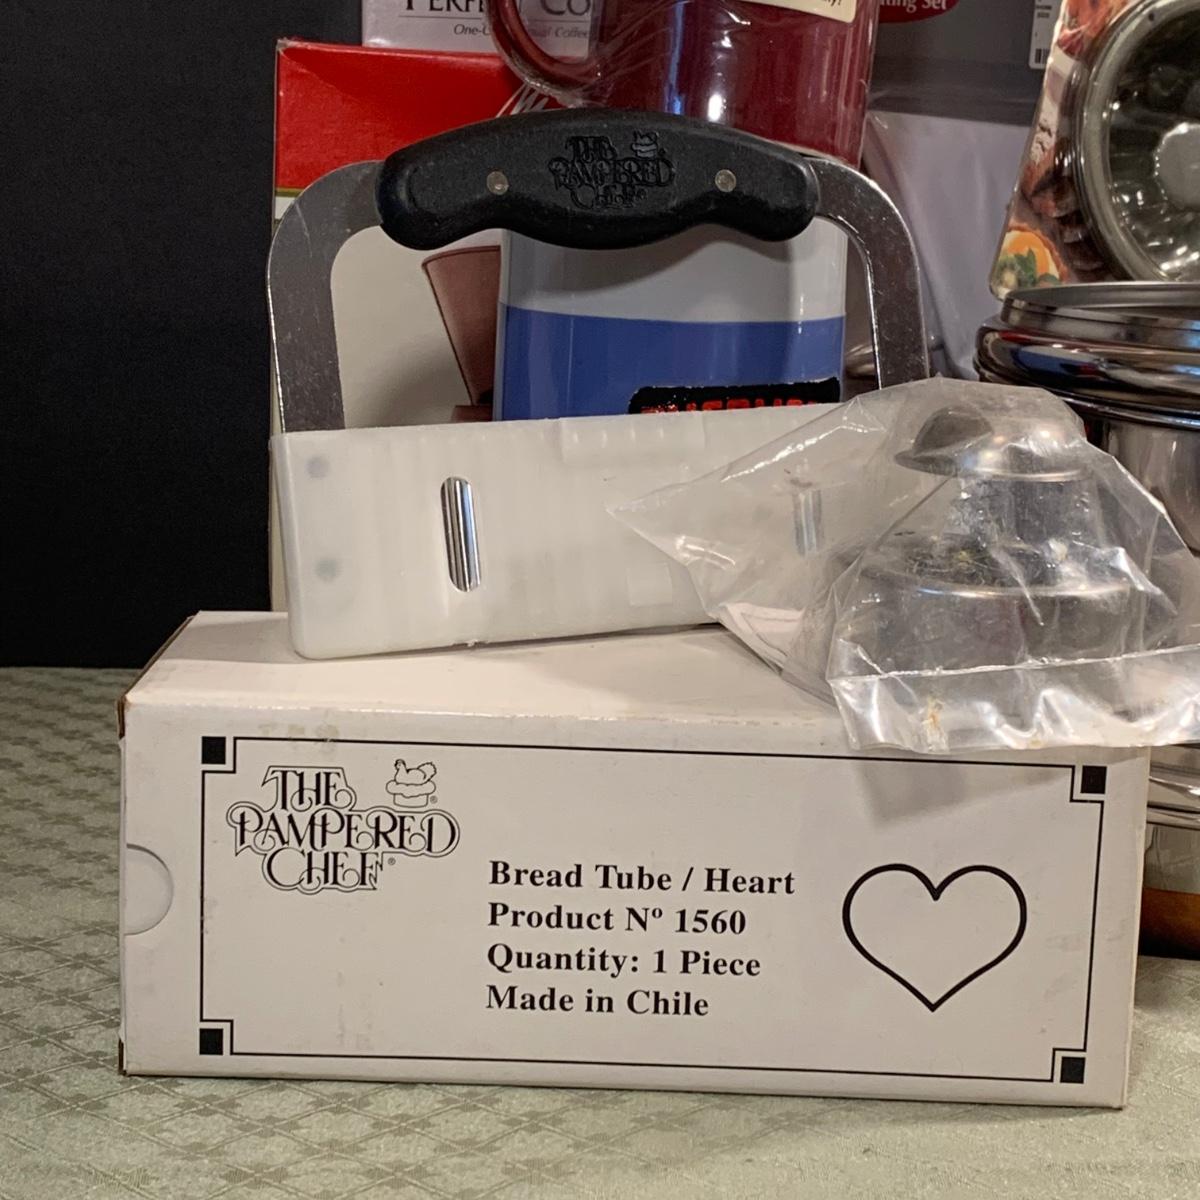 THE
PAMPERED
CHEF®
THE
PAMPERED
CHEF®
Bread Tube / Heart
Product Nº 1560
Quantity: 1 Piece
Made in Chile